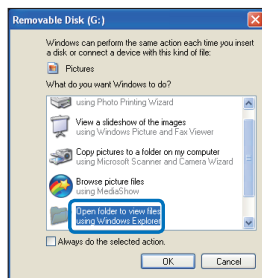 Removable Disk (G:)
Windows can perform the same action each time you insert
a disk or connect a device with this kind of file:
Pictures
What do you want Windows to do?
using Photo Printing Wizard
View a slideshow of the images
using Windows Picture and Fax Viewer
Copy pictures to a folder on my computer
using Microsoft Scanner and Camera Wizard
Browse picture files
using MediaShow
Open folder to view files
using Windows Explorer
Always do the selected action.
OK
Cancel